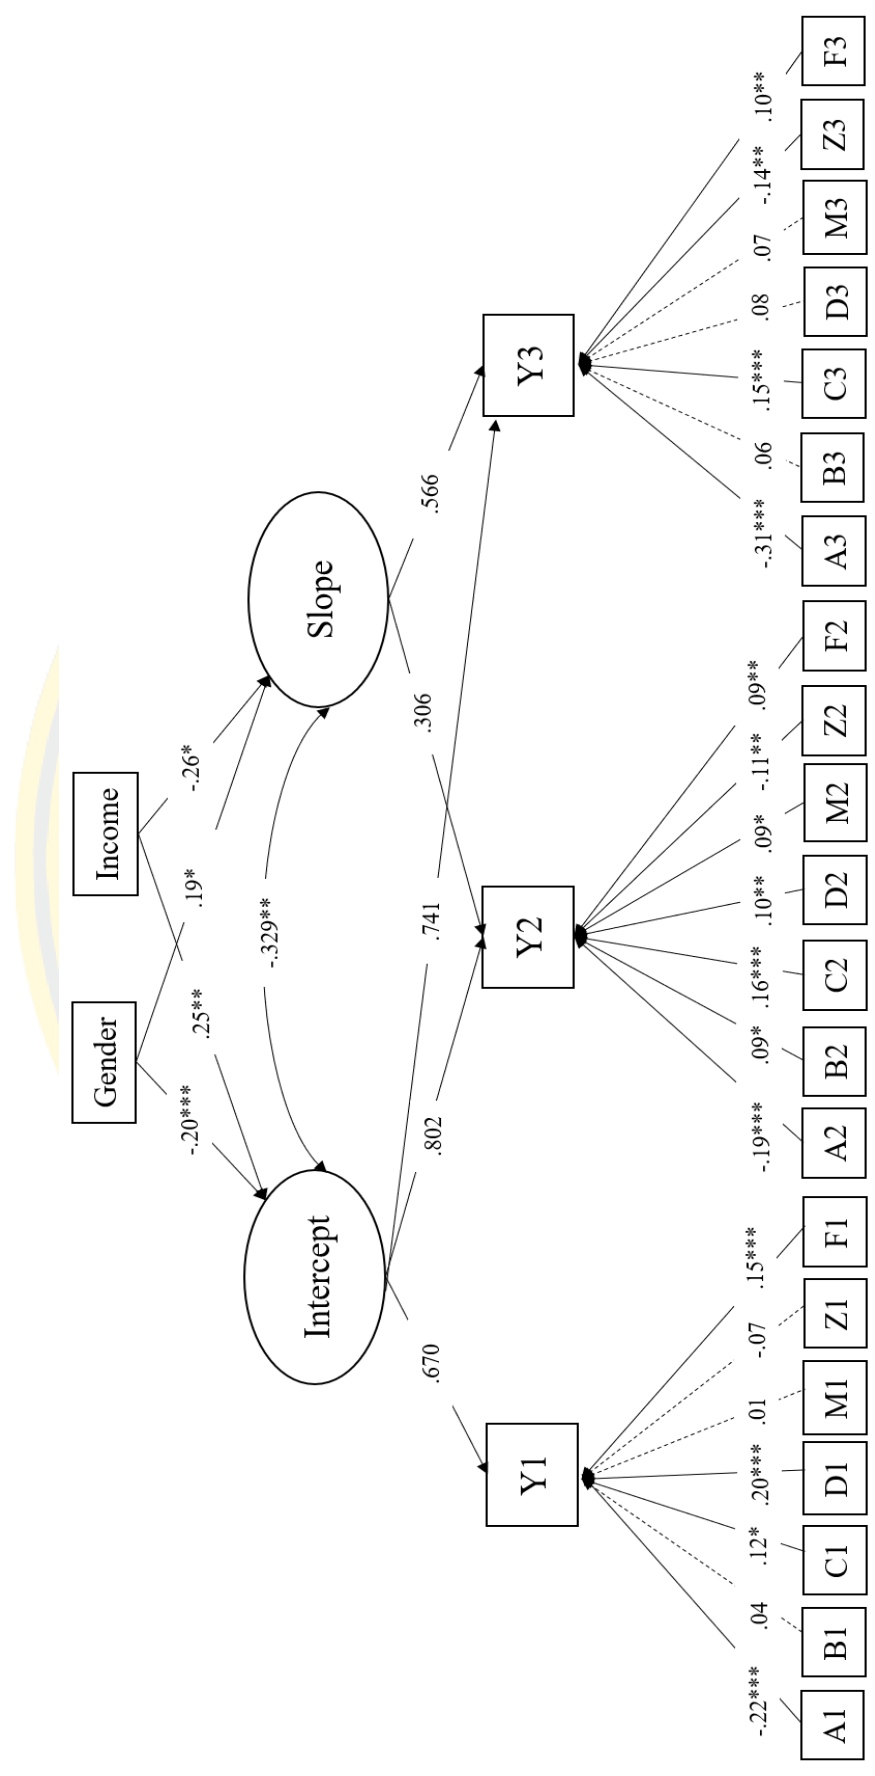 Gender
Income
-.20***
.25**
.19*
-.26*
-.329**
Intercept
Slope
.670
.802
.741
.306
.566
Y1
Y2
Y3
-.22***
.04
.12*
.20***
.01
-.07
.15***
-.19***
.09*
.16***
.10**
.09*
-.11**
.09**
-.31***
.06
.15***
.08
.07
-.14**
.10**
A1
B1
C1
D1
M1
Z1
F1
A2
B2
C2
D2
M2
Z2
F2
A3
B3
C3
D3
M3
Z3
F3